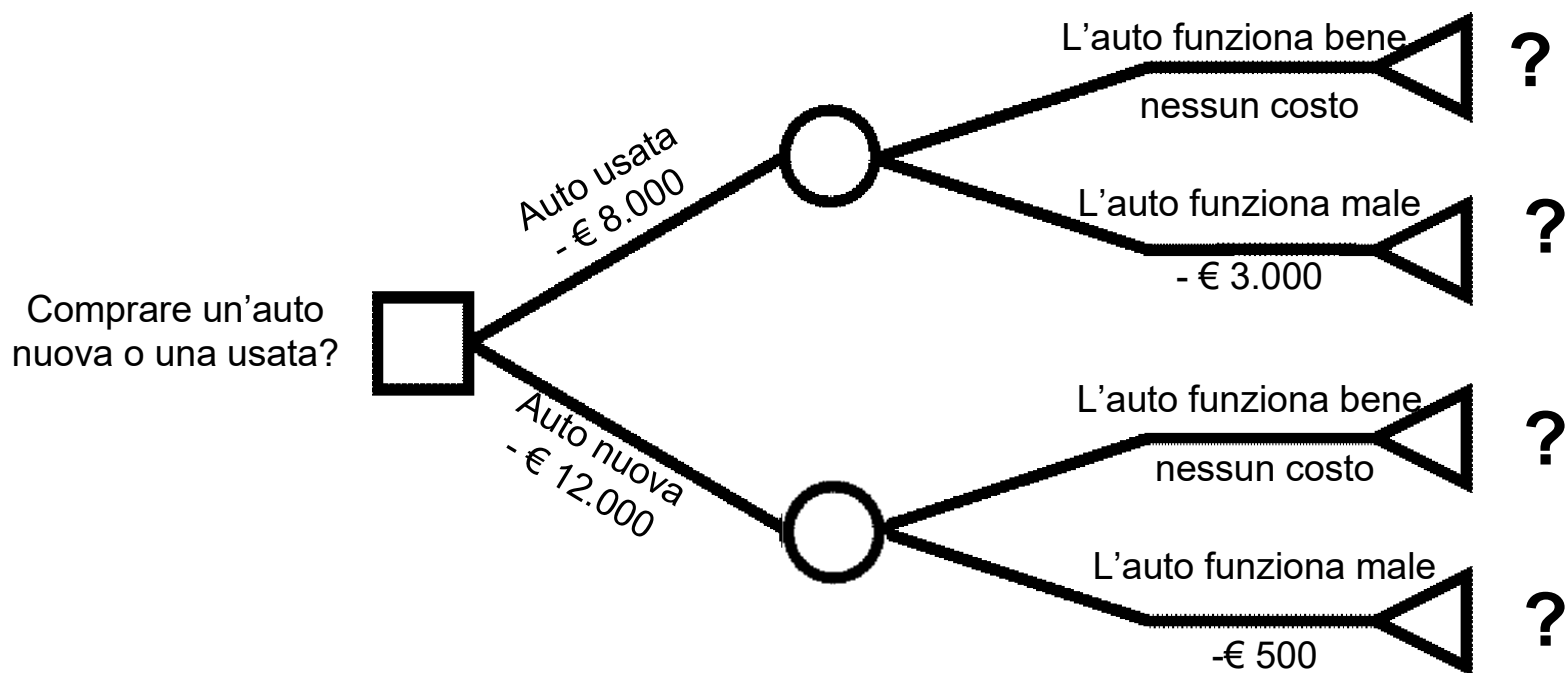 L'auto funziona bene
nessun costo
?
Auto usata
- € 8.000
L'auto funziona male
- € 3.000
?
Comprare un'auto
nuova o una usata?
Auto nuova
- € 12.000
L'auto funziona bene
nessun costo
?
L'auto funziona male
-€ 500
?